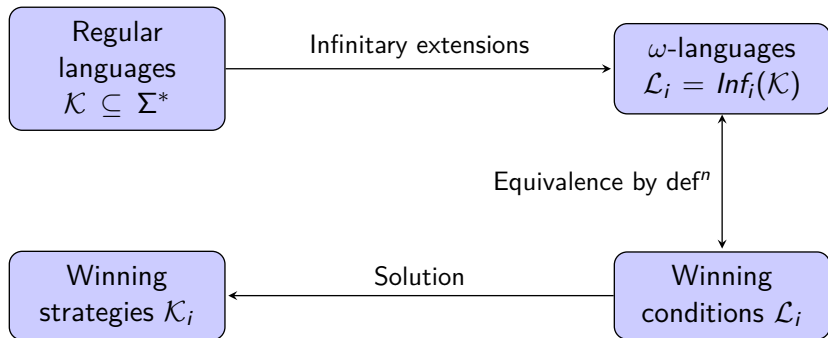 Regular
languages
𝒦 ⊆ Σ*
Infinitary extensions
ω-languages
ℒᵢ = Infᵢ(𝒦)
Equivalence by defⁿ
Winning
strategies 𝒦ᵢ
Solution
Winning
conditions ℒᵢ